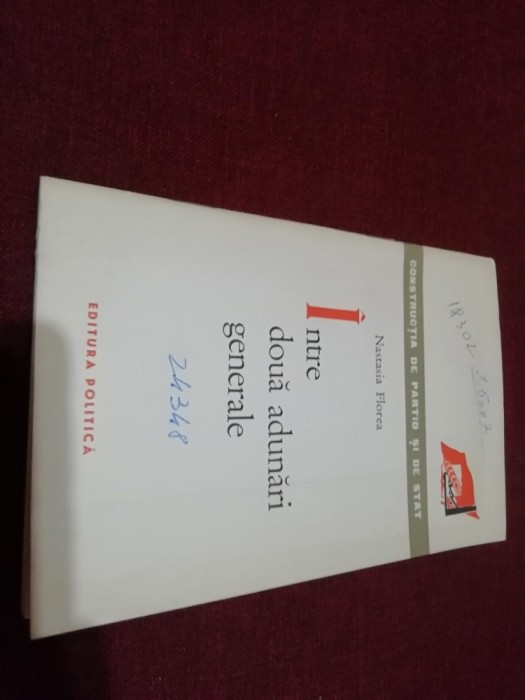 18302
CONSTRUCȚIA DE PARTID ȘI DE STAT
Nastasia Florea
Între
două adunări
generale
24348
EDITURA POLITICĂ